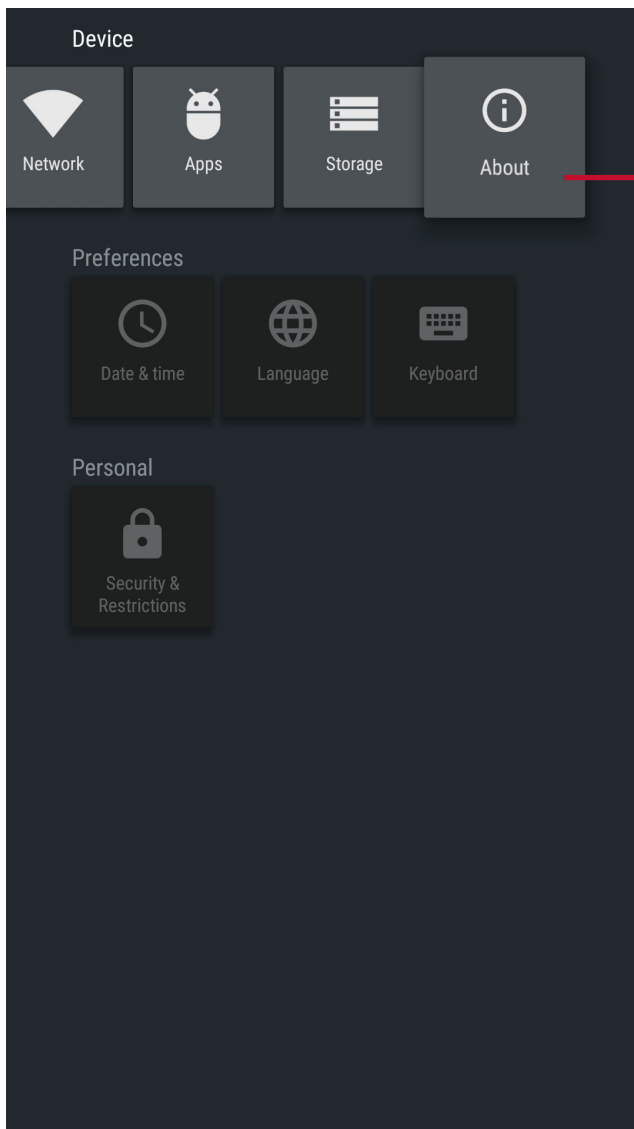 Device
Network
Apps
Storage
About
Preferences
Date & time
Language
Keyboard
Personal
Security &
Restrictions